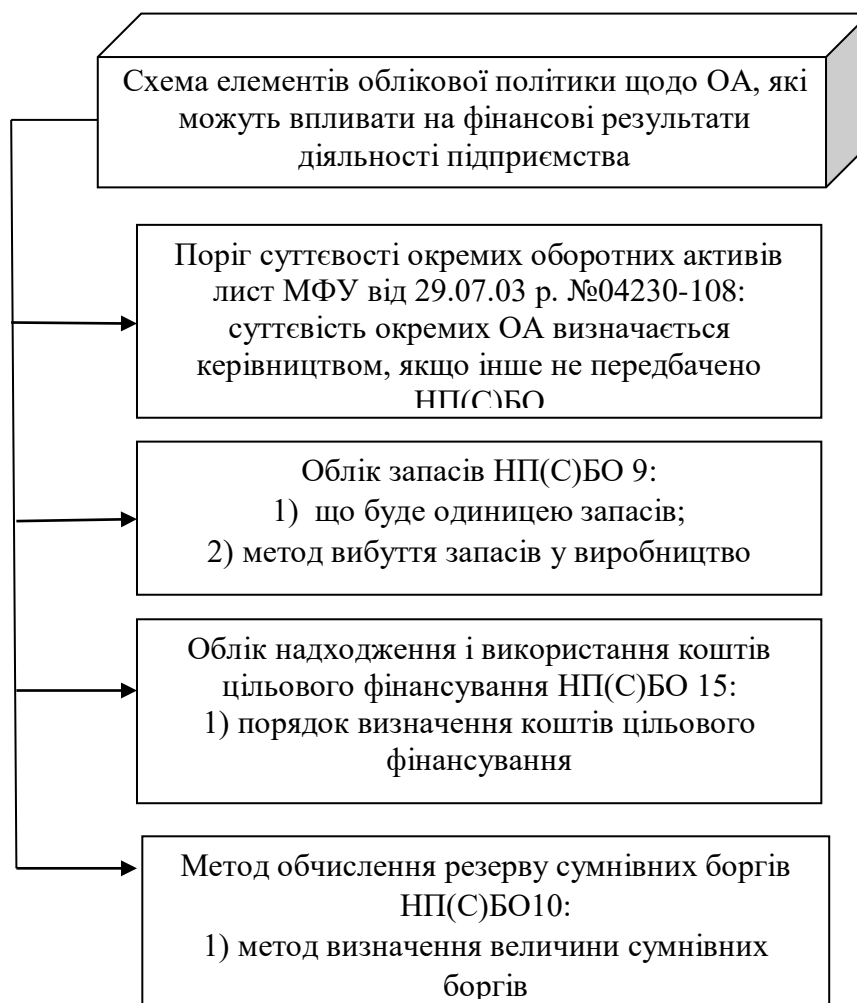 Схема елементів облікової політики щодо ОА, які
можуть впливати на фінансові результати
діяльності підприємства
Поріг суттєвості окремих оборотних активів
лист МФУ від 29.07.03 р. №04230-108:
суттєвість окремих ОА визначається
керівництвом, якщо інше не передбачено
НП(С)БО
Облік запасів НП(С)БО 9:
1) що буде одиницею запасів;
2) метод вибуття запасів у виробництво
Облік надходження і використання коштів
цільового фінансування НП(С)БО 15:
1) порядок визначення коштів цільового
фінансування
Метод обчислення резерву сумнівних боргів
НП(С)БО10:
1) метод визначення величини сумнівних
боргів